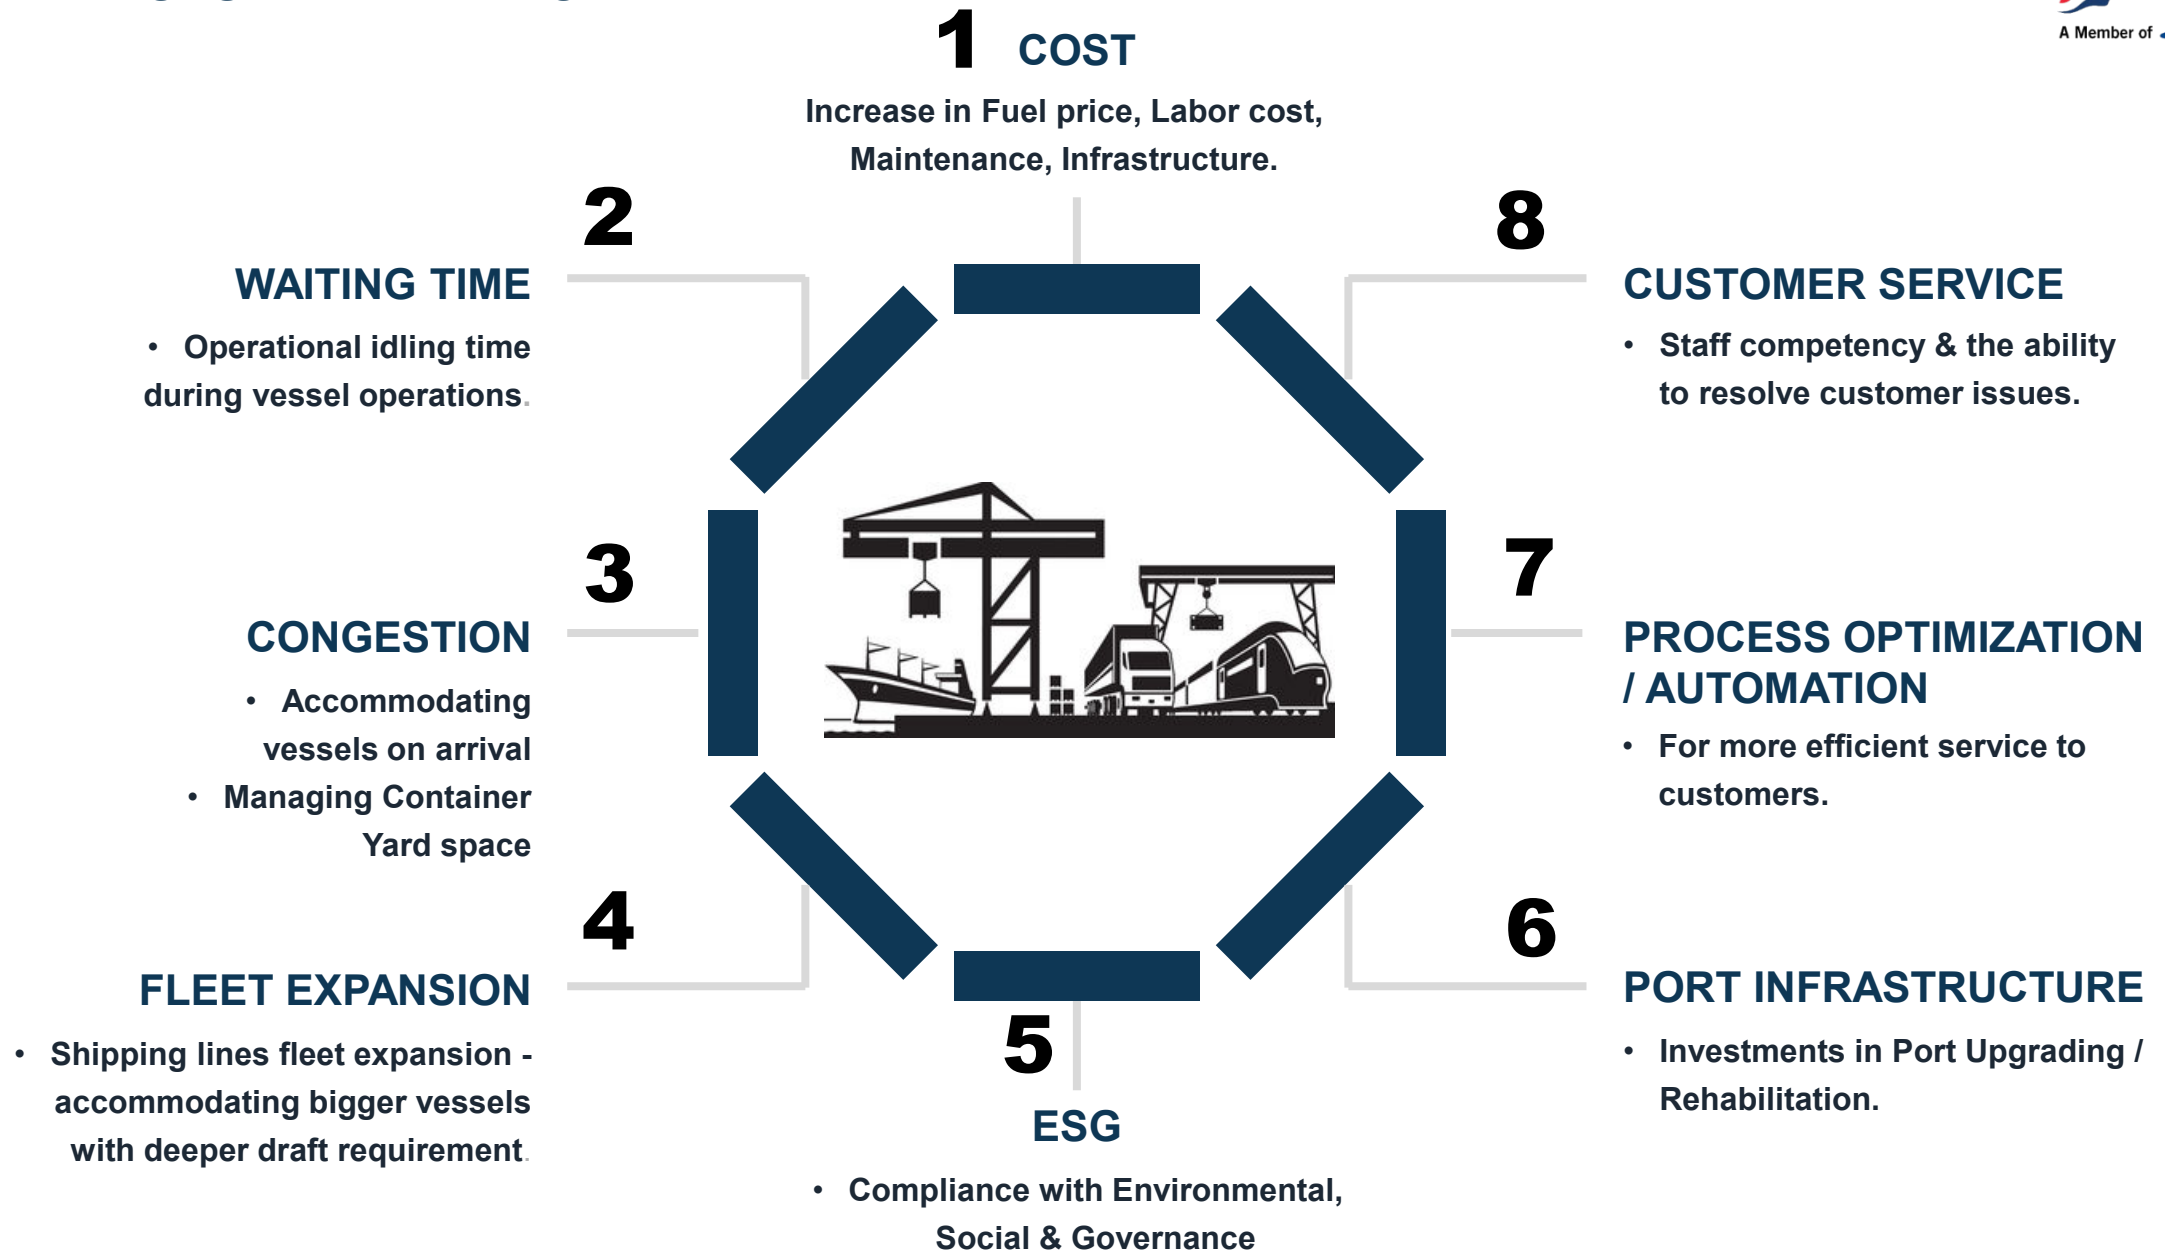 1 COST
Increase in Fuel price, Labor cost,
Maintenance, Infrastructure.
2
WAITING TIME
• Operational idling time
during vessel operations.
3
CONGESTION
• Accommodating
vessels on arrival
• Managing Container
Yard space
4
FLEET EXPANSION
• Shipping lines fleet expansion -
accommodating bigger vessels
with deeper draft requirement.
5
ESG
• Compliance with Environmental,
Social & Governance
6
PORT INFRASTRUCTURE
• Investments in Port Upgrading /
Rehabilitation.
7
PROCESS OPTIMIZATION
/ AUTOMATION
• For more efficient service to
customers.
8
CUSTOMER SERVICE
• Staff competency & the ability
to resolve customer issues.
A Member of